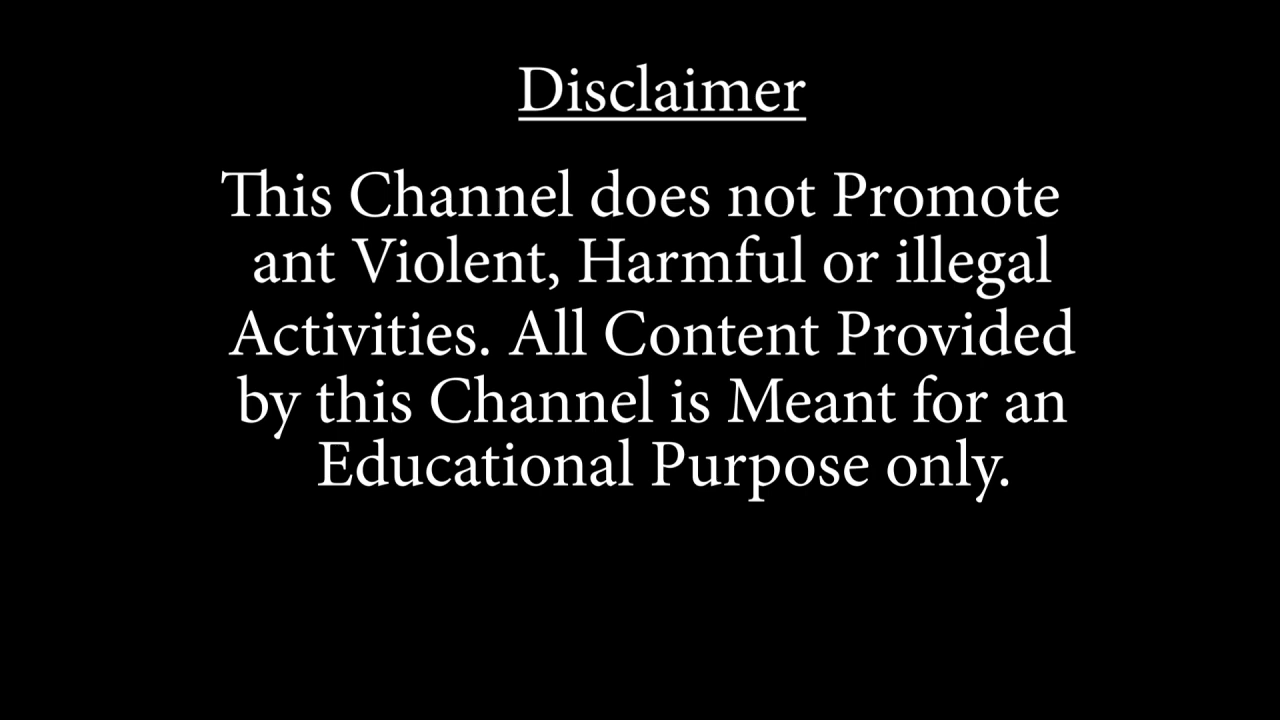 Disclaimer
This Channel does not Promote
ant Violent, Harmful or illegal
Activities. All Content Provided
by this Channel is Meant for an
Educational Purpose only.